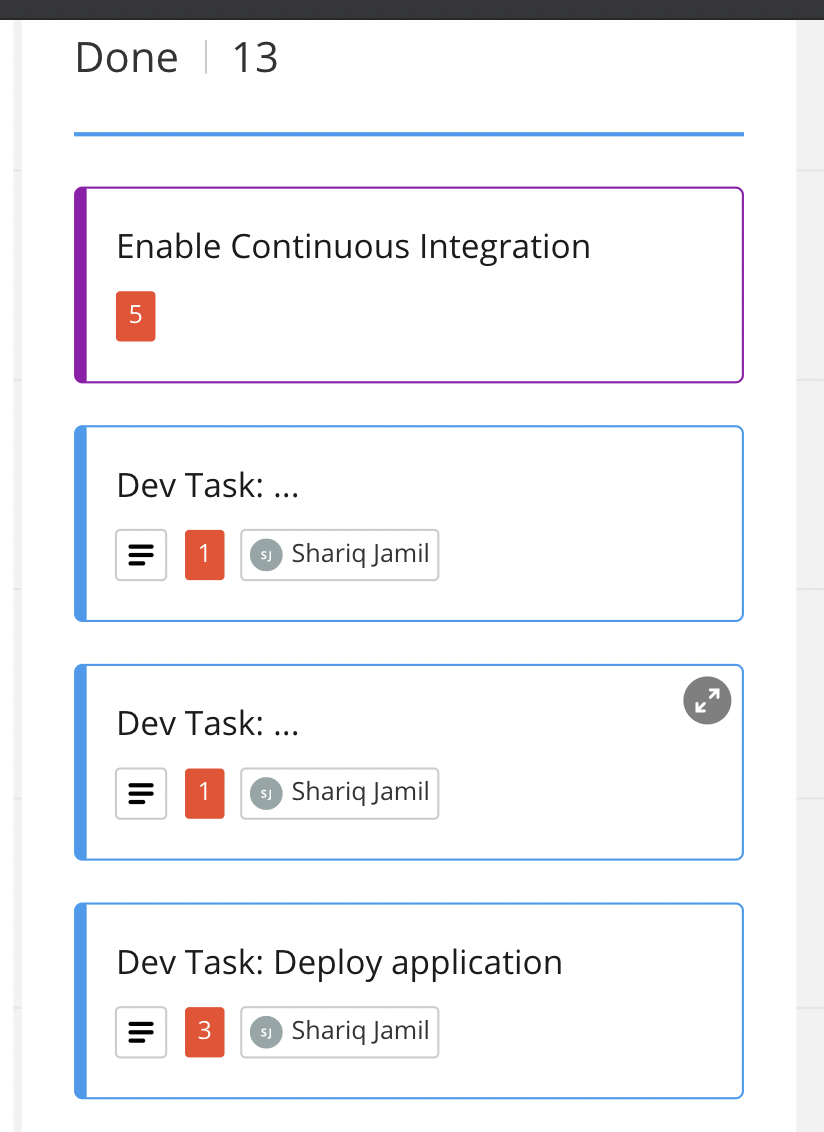 Done 13
Enable Continuous Integration
5
Dev Task: ...
1 SJ Shariq Jamil
Dev Task: ...
1 SJ Shariq Jamil
Dev Task: Deploy application
3 SJ Shariq Jamil